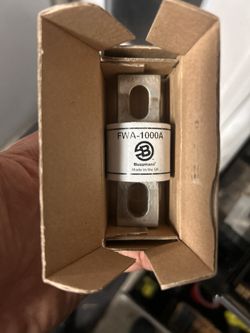 FWA-1000A
Bussmann
Made in the UK